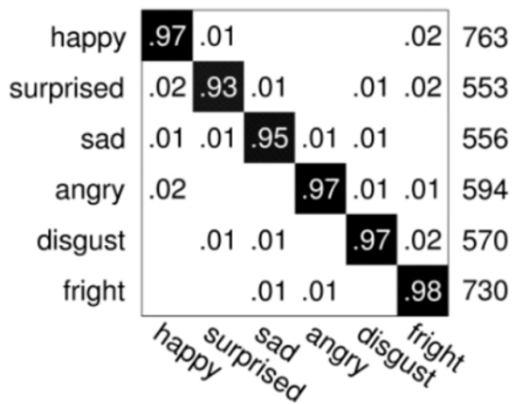 happy .97 .01 .02 763
surprised .02 .93 .01 .01 .02 553
sad .01 .01 .95 .01 .01 556
angry .02 .97 .01 .01 594
disgust .01 .01 .97 .02 570
fright .01 .01 .98 730
happy surprised sad angry disgust fright